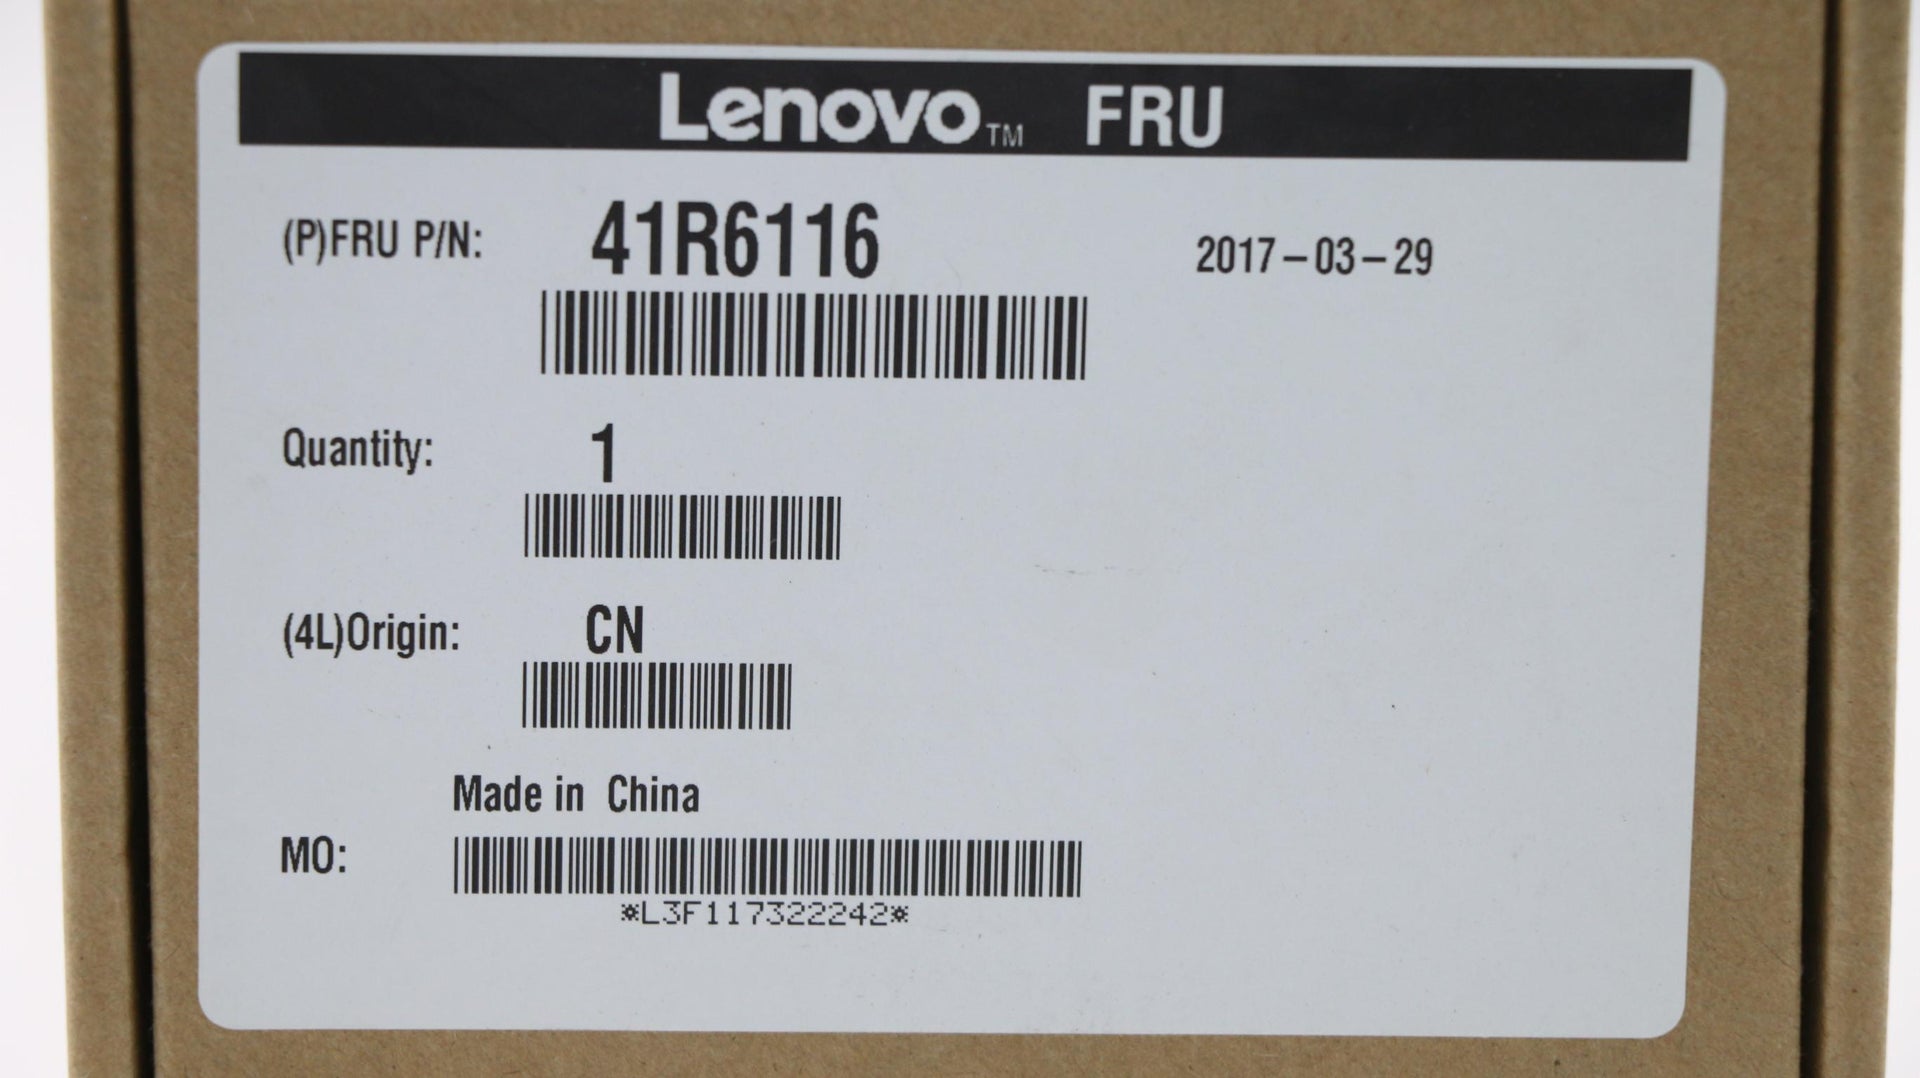 Lenovo™ FRU
(P)FRU P/N: 41R6116 2017-03-29
Quantity: 1
(4L)Origin: CN
Made in China
MO:
*L3F117322242*